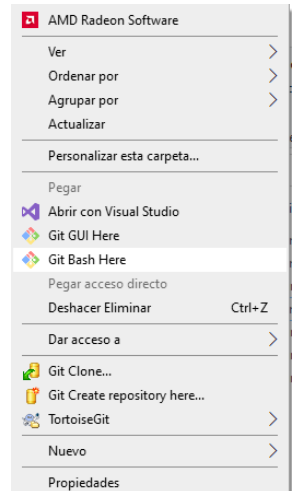 AMD Radeon Software
Ver
Ordenar por
Agrupar por
Actualizar
Personalizar esta carpeta...
Pegar
Abrir con Visual Studio
Git GUI Here
Git Bash Here
Pegar acceso directo
Deshacer Eliminar Ctrl+Z
Dar acceso a
Git Clone...
Git Create repository here...
TortoiseGit
Nuevo
Propiedades